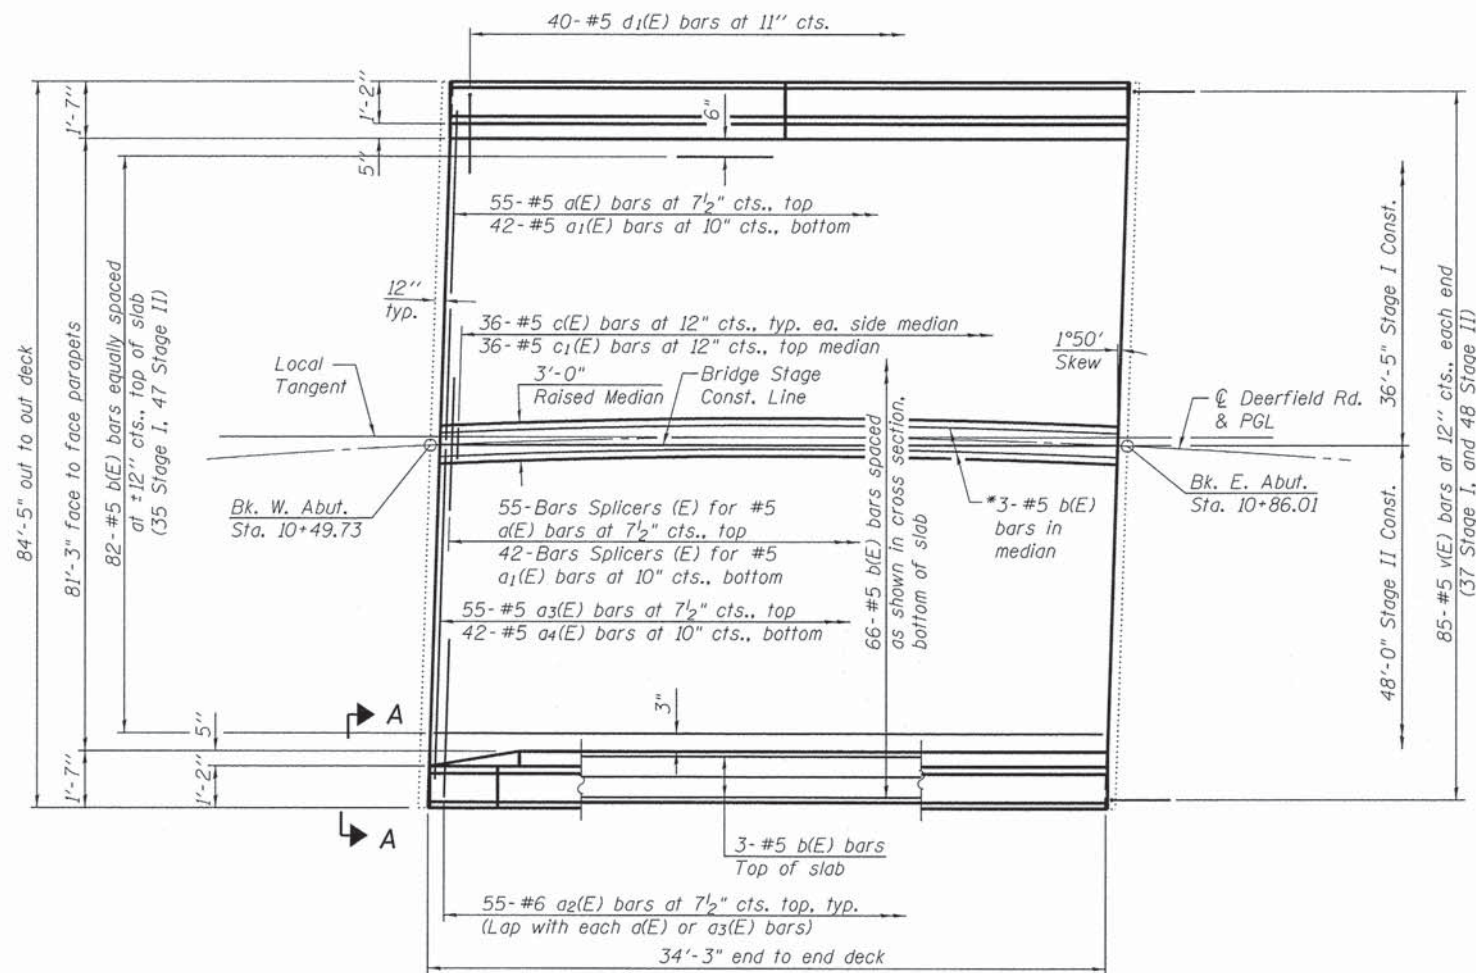 40-#5 d1(E) bars at 11" cts.
1'-7"
1'-2"
6"
5"
55-#5 a(E) bars at 7½" cts., top
42-#5 a1(E) bars at 10" cts., bottom
12"
typ.
36-#5 c(E) bars at 12" cts., typ. ea. side median
36-#5 c1(E) bars at 12" cts., top median
1°50'
Skew
Local
Tangent
3'-0"
Raised Median
Bridge Stage
Const. Line
℄ Deerfield Rd.
& PGL
84'-5" out to out deck
81'-3" face to face parapets
82-#5 b(E) bars equally spaced
at ±12" cts., top of slab
(35 Stage I, 47 Stage II)
36'-5" Stage I Const.
48'-0" Stage II Const.
85-#5 v(E) bars at 12" cts., each end
(37 Stage I, and 48 Stage II)
Bk. W. Abut.
Sta. 10+49.73
55-Bars Splicers (E) for #5
a(E) bars at 7½" cts., top
42-Bars Splicers (E) for #5
a1(E) bars at 10" cts., bottom
66-#5 b(E) bars spaced
as shown in cross section.
bottom of slab
*3-#5 b(E)
bars in
median
Bk. E. Abut.
Sta. 10+86.01
55-#5 a3(E) bars at 7½" cts., top
42-#5 a4(E) bars at 10" cts., bottom
A
3"
5"
1'-7"
1'-2"
A
3-#5 b(E) bars
Top of slab
55-#6 a2(E) bars at 7½" cts. top, typ.
(Lap with each a(E) or a3(E) bars)
34'-3" end to end deck